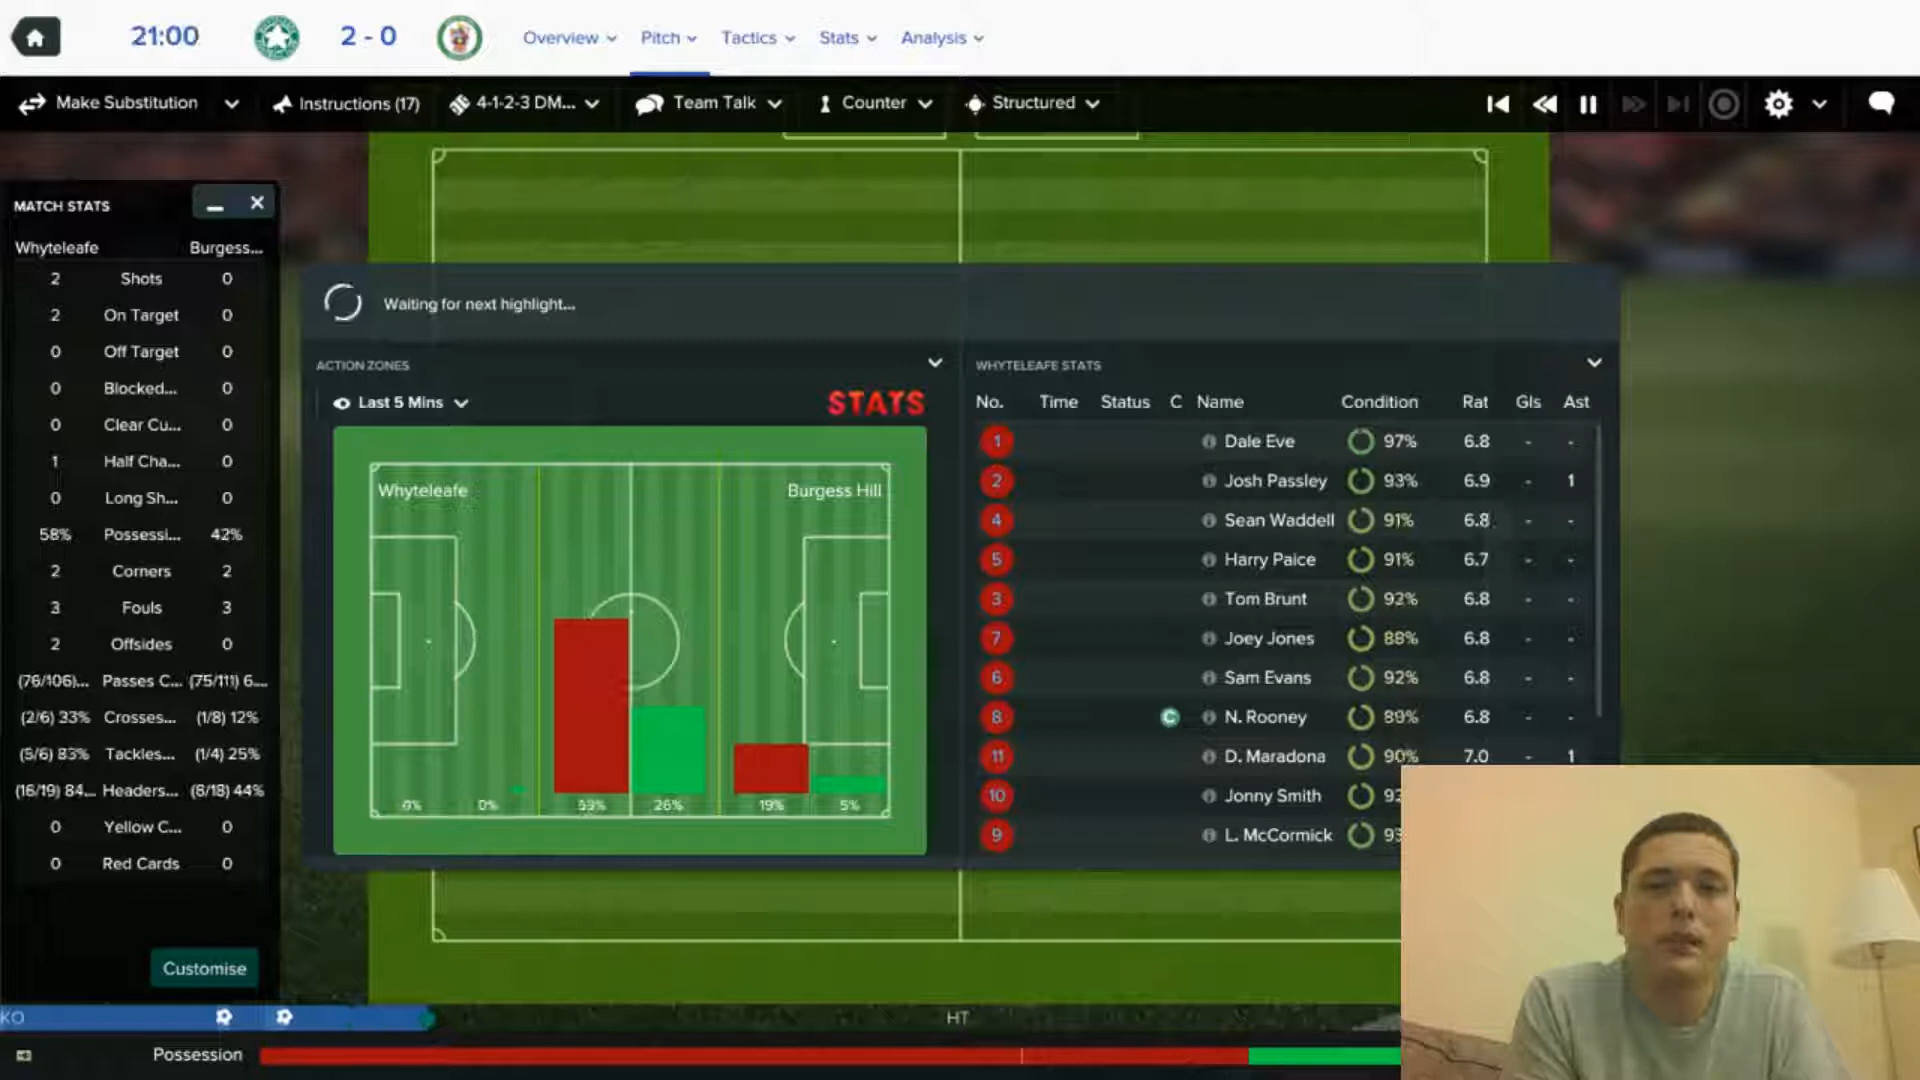 21:00 2 - 0 Overview Pitch Tactics Stats Analysis
Make Substitution Instructions (17) 4-1-2-3 DM... Team Talk Counter Structured
MATCH STATS
Whyteleafe Burgess...
2 Shots 0
2 On Target 0
0 Off Target 0
0 Blocked... 0
0 Clear Cu... 0
1 Half Cha... 0
0 Long Sh... 0
58% Possessi... 42%
2 Corners 2
3 Fouls 3
2 Offsides 0
(76/106)... Passes C... (75/111) 6...
(2/6) 33% Crosses... (1/8) 12%
(5/6) 83% Tackles... (1/4) 25%
(16/19) 84... Headers... (8/18) 44%
0 Yellow C... 0
0 Red Cards 0
Customise
Waiting for next highlight...
ACTION ZONES
Last 5 Mins STATS
Whyteleafe Burgess Hill
0% 0% 53% 26% 19% 5%
WHYTELEAFE STATS
No. Time Status C Name Condition Rat Gls Ast
1 Dale Eve 97% 6.8 - -
2 Josh Passley 93% 6.9 - 1
4 Sean Waddell 91% 6.8 - -
5 Harry Paice 91% 6.7 - -
3 Tom Brunt 92% 6.8 - -
7 Joey Jones 88% 6.8 - -
6 Sam Evans 92% 6.8 - -
8 C N. Rooney 89% 6.8 - -
11 D. Maradona 90% 7.0 - 1
10 Jonny Smith
9 L. McCormick
KO HT
Possession